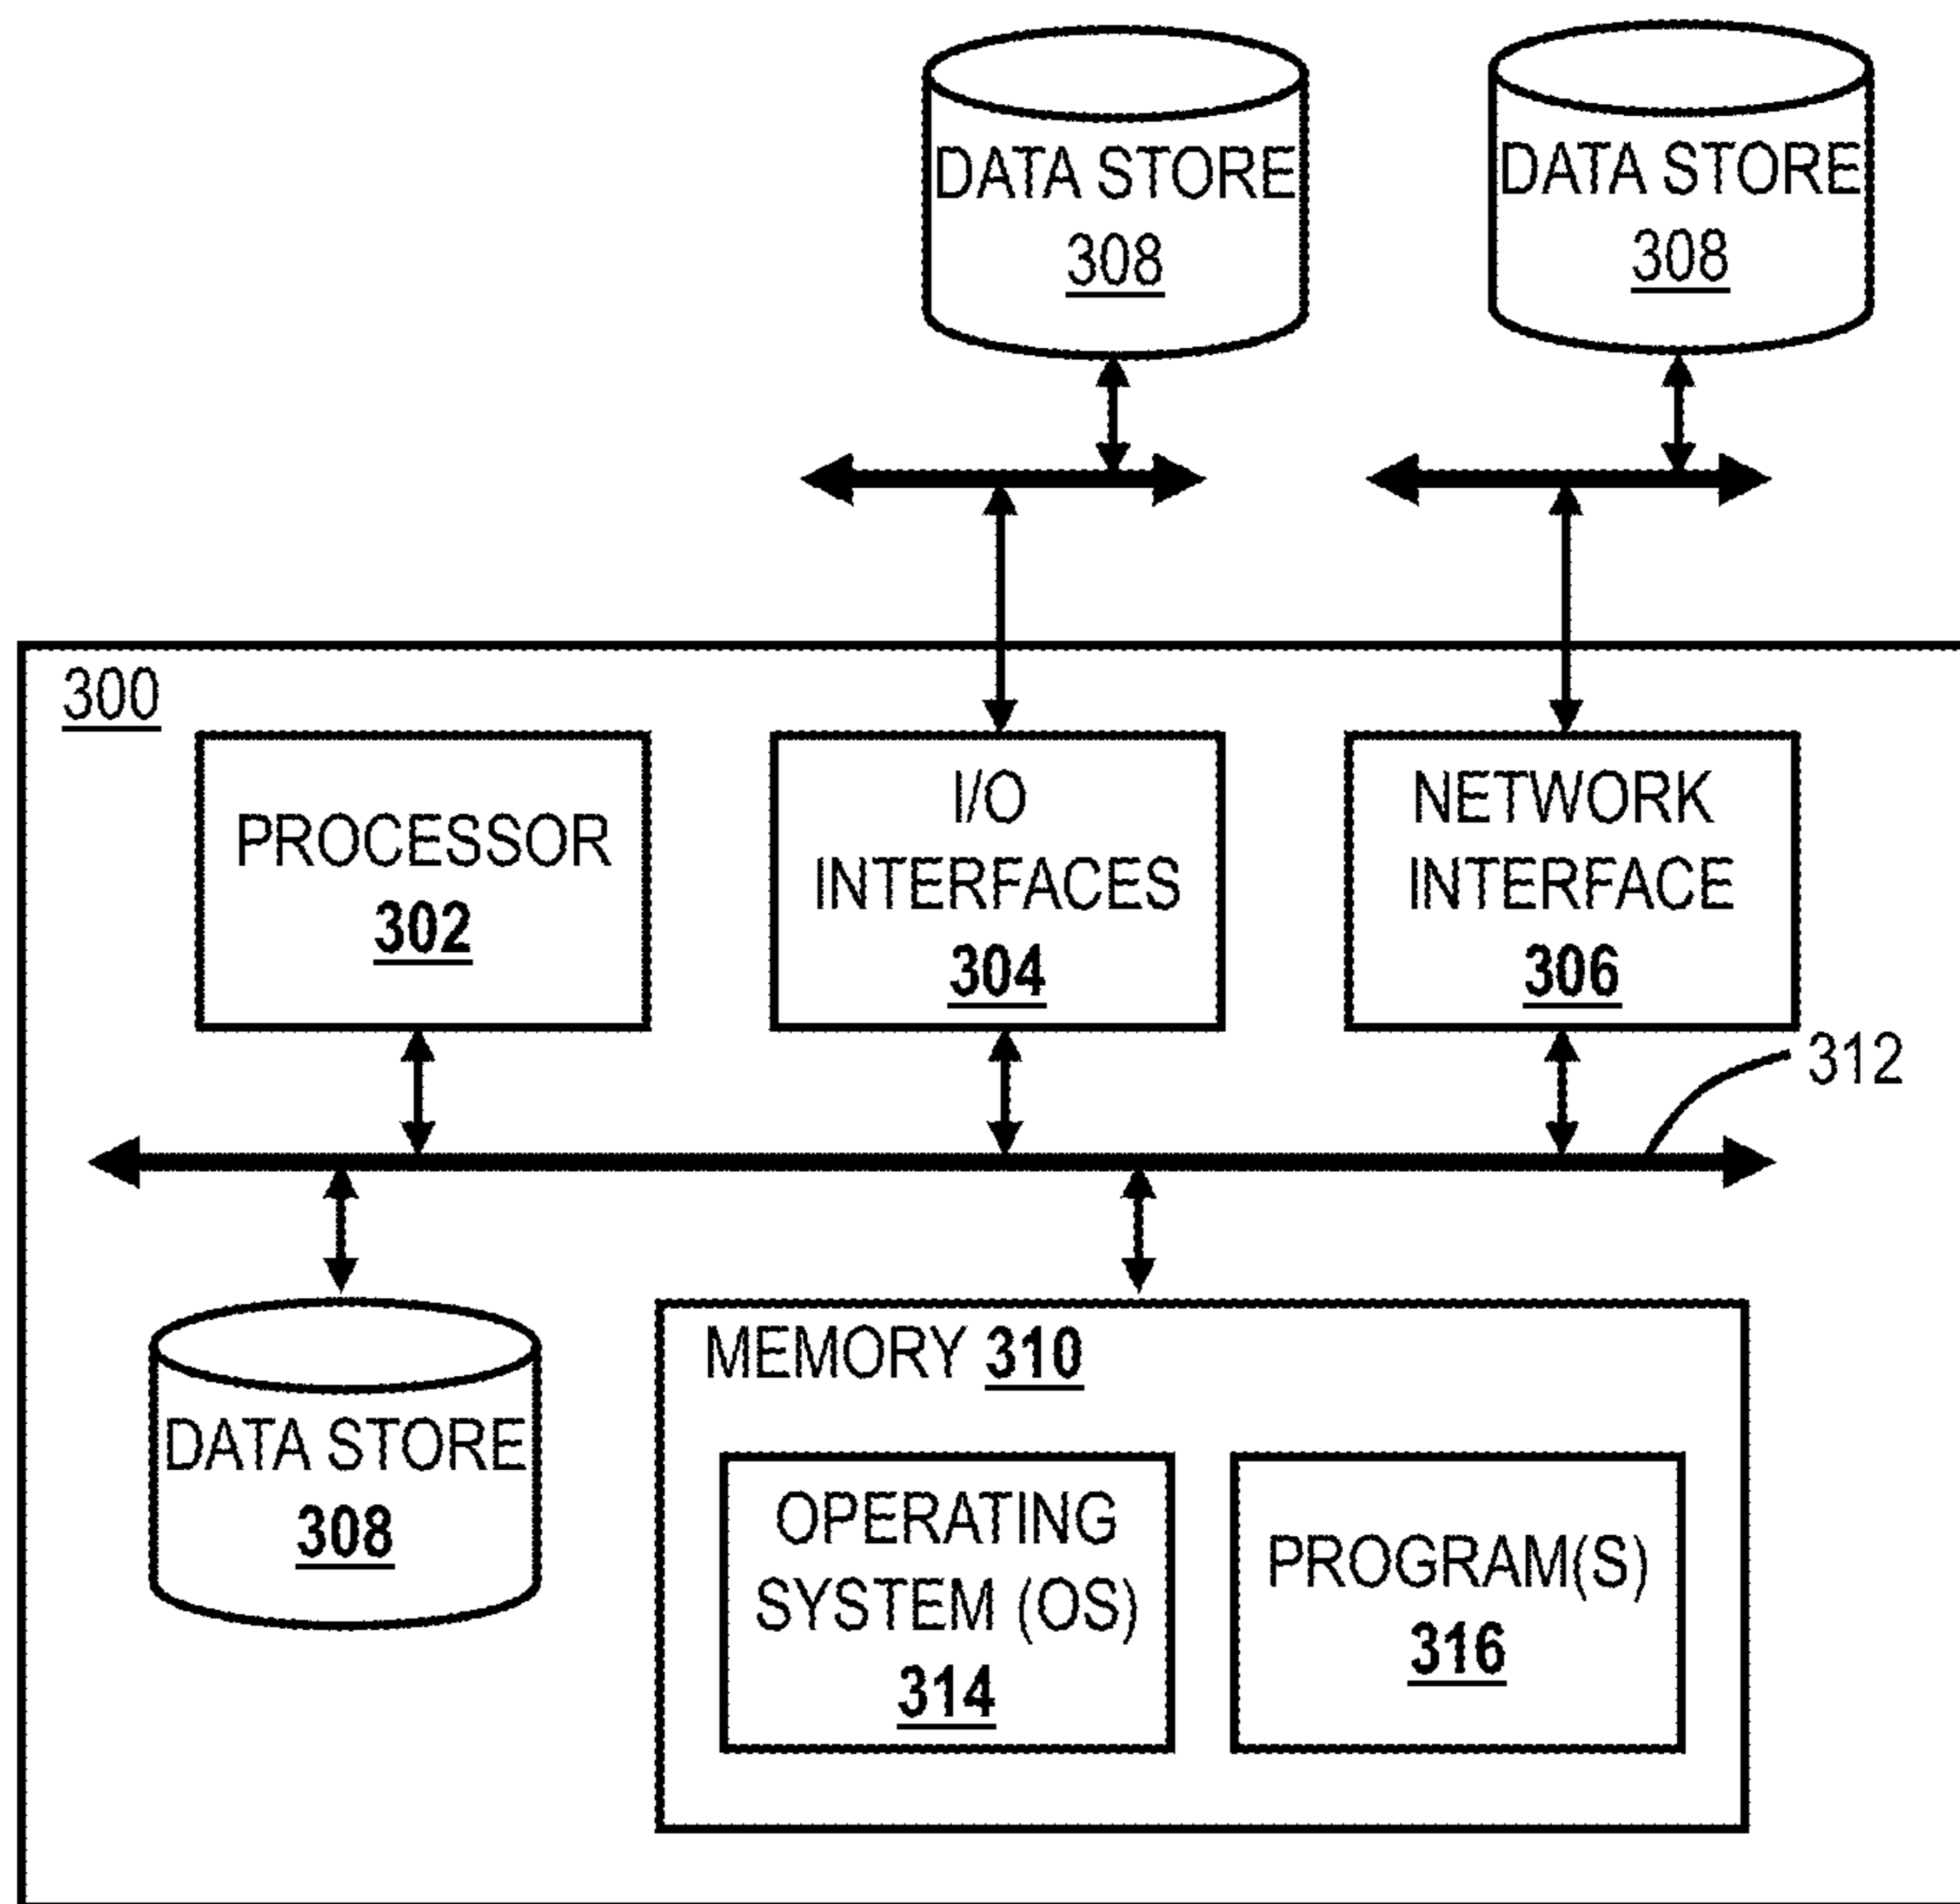 DATA STORE
308
DATA STORE
308
300
PROCESSOR
302
I/O
INTERFACES
304
NETWORK
INTERFACE
306
312
DATA STORE
308
MEMORY 310
OPERATING
SYSTEM (OS)
314
PROGRAM(S)
316